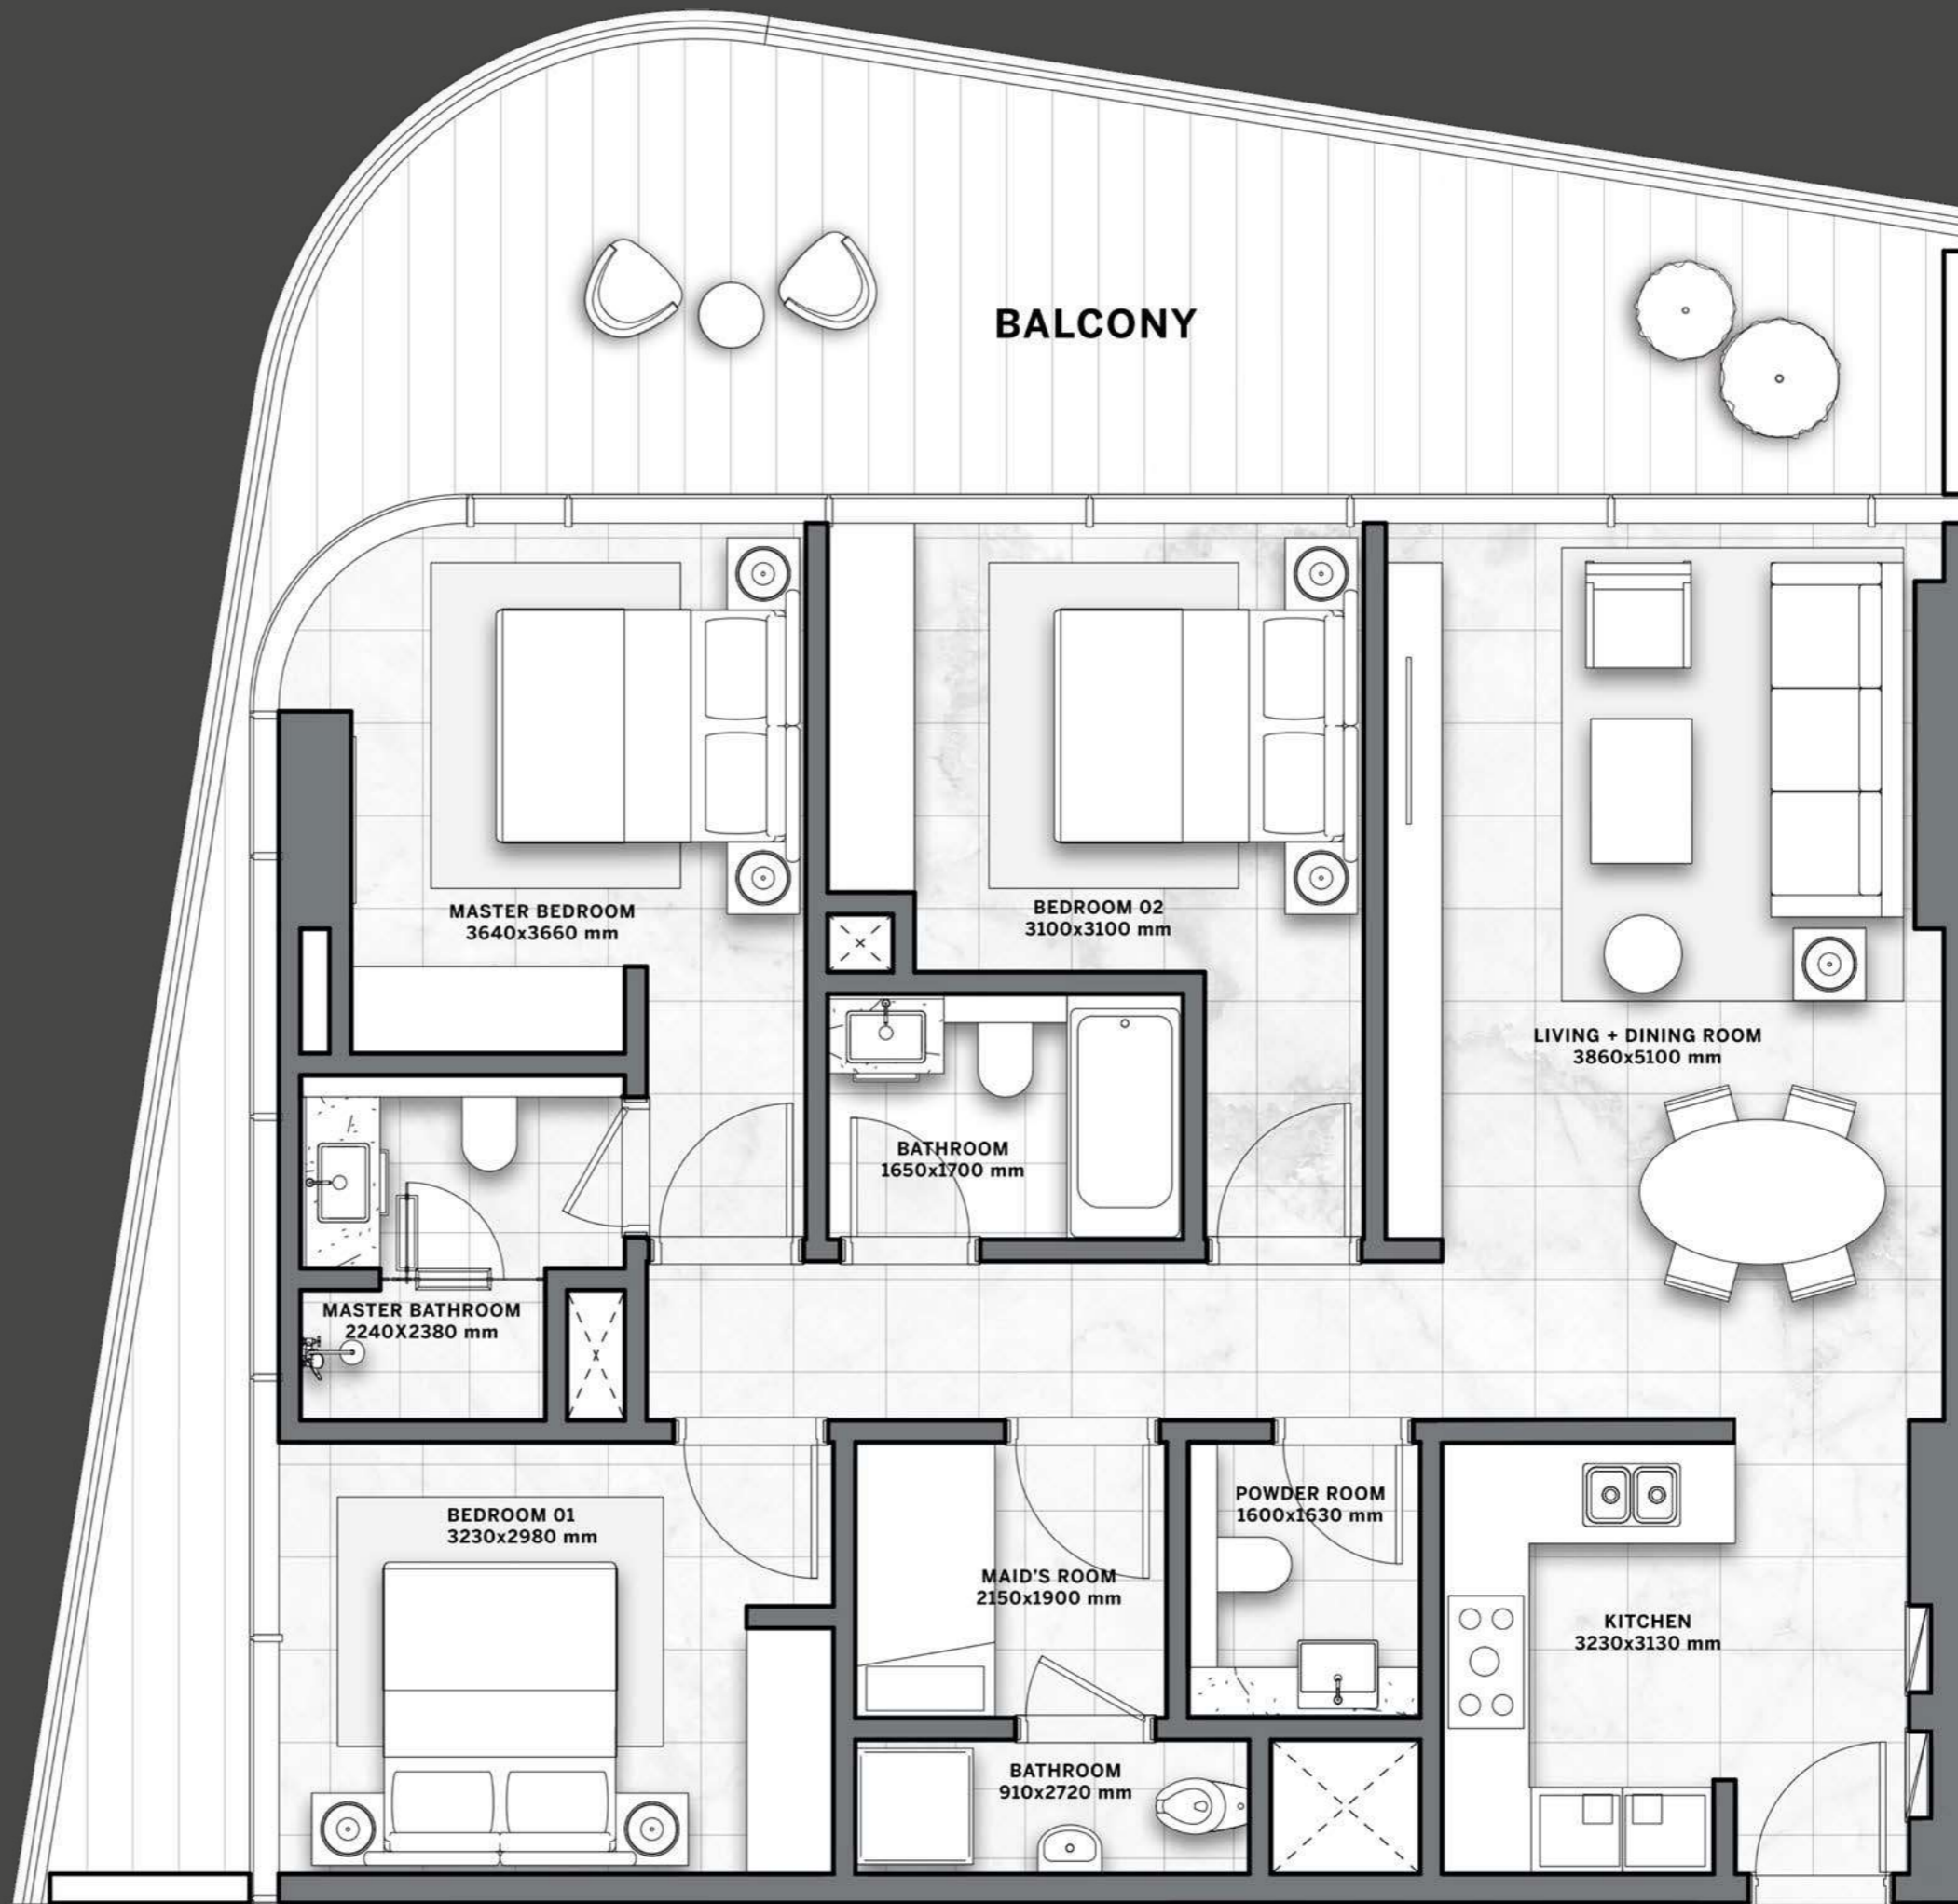 BALCONY
MASTER BEDROOM
3640x3660 mm
BEDROOM 02
3100x3100 mm
LIVING + DINING ROOM
3860x5100 mm
BATHROOM
1650x1700 mm
MASTER BATHROOM
2240X2380 mm
BEDROOM 01
3230x2980 mm
MAID'S ROOM
2150x1900 mm
POWDER ROOM
1600x1630 mm
KITCHEN
3230x3130 mm
BATHROOM
910x2720 mm